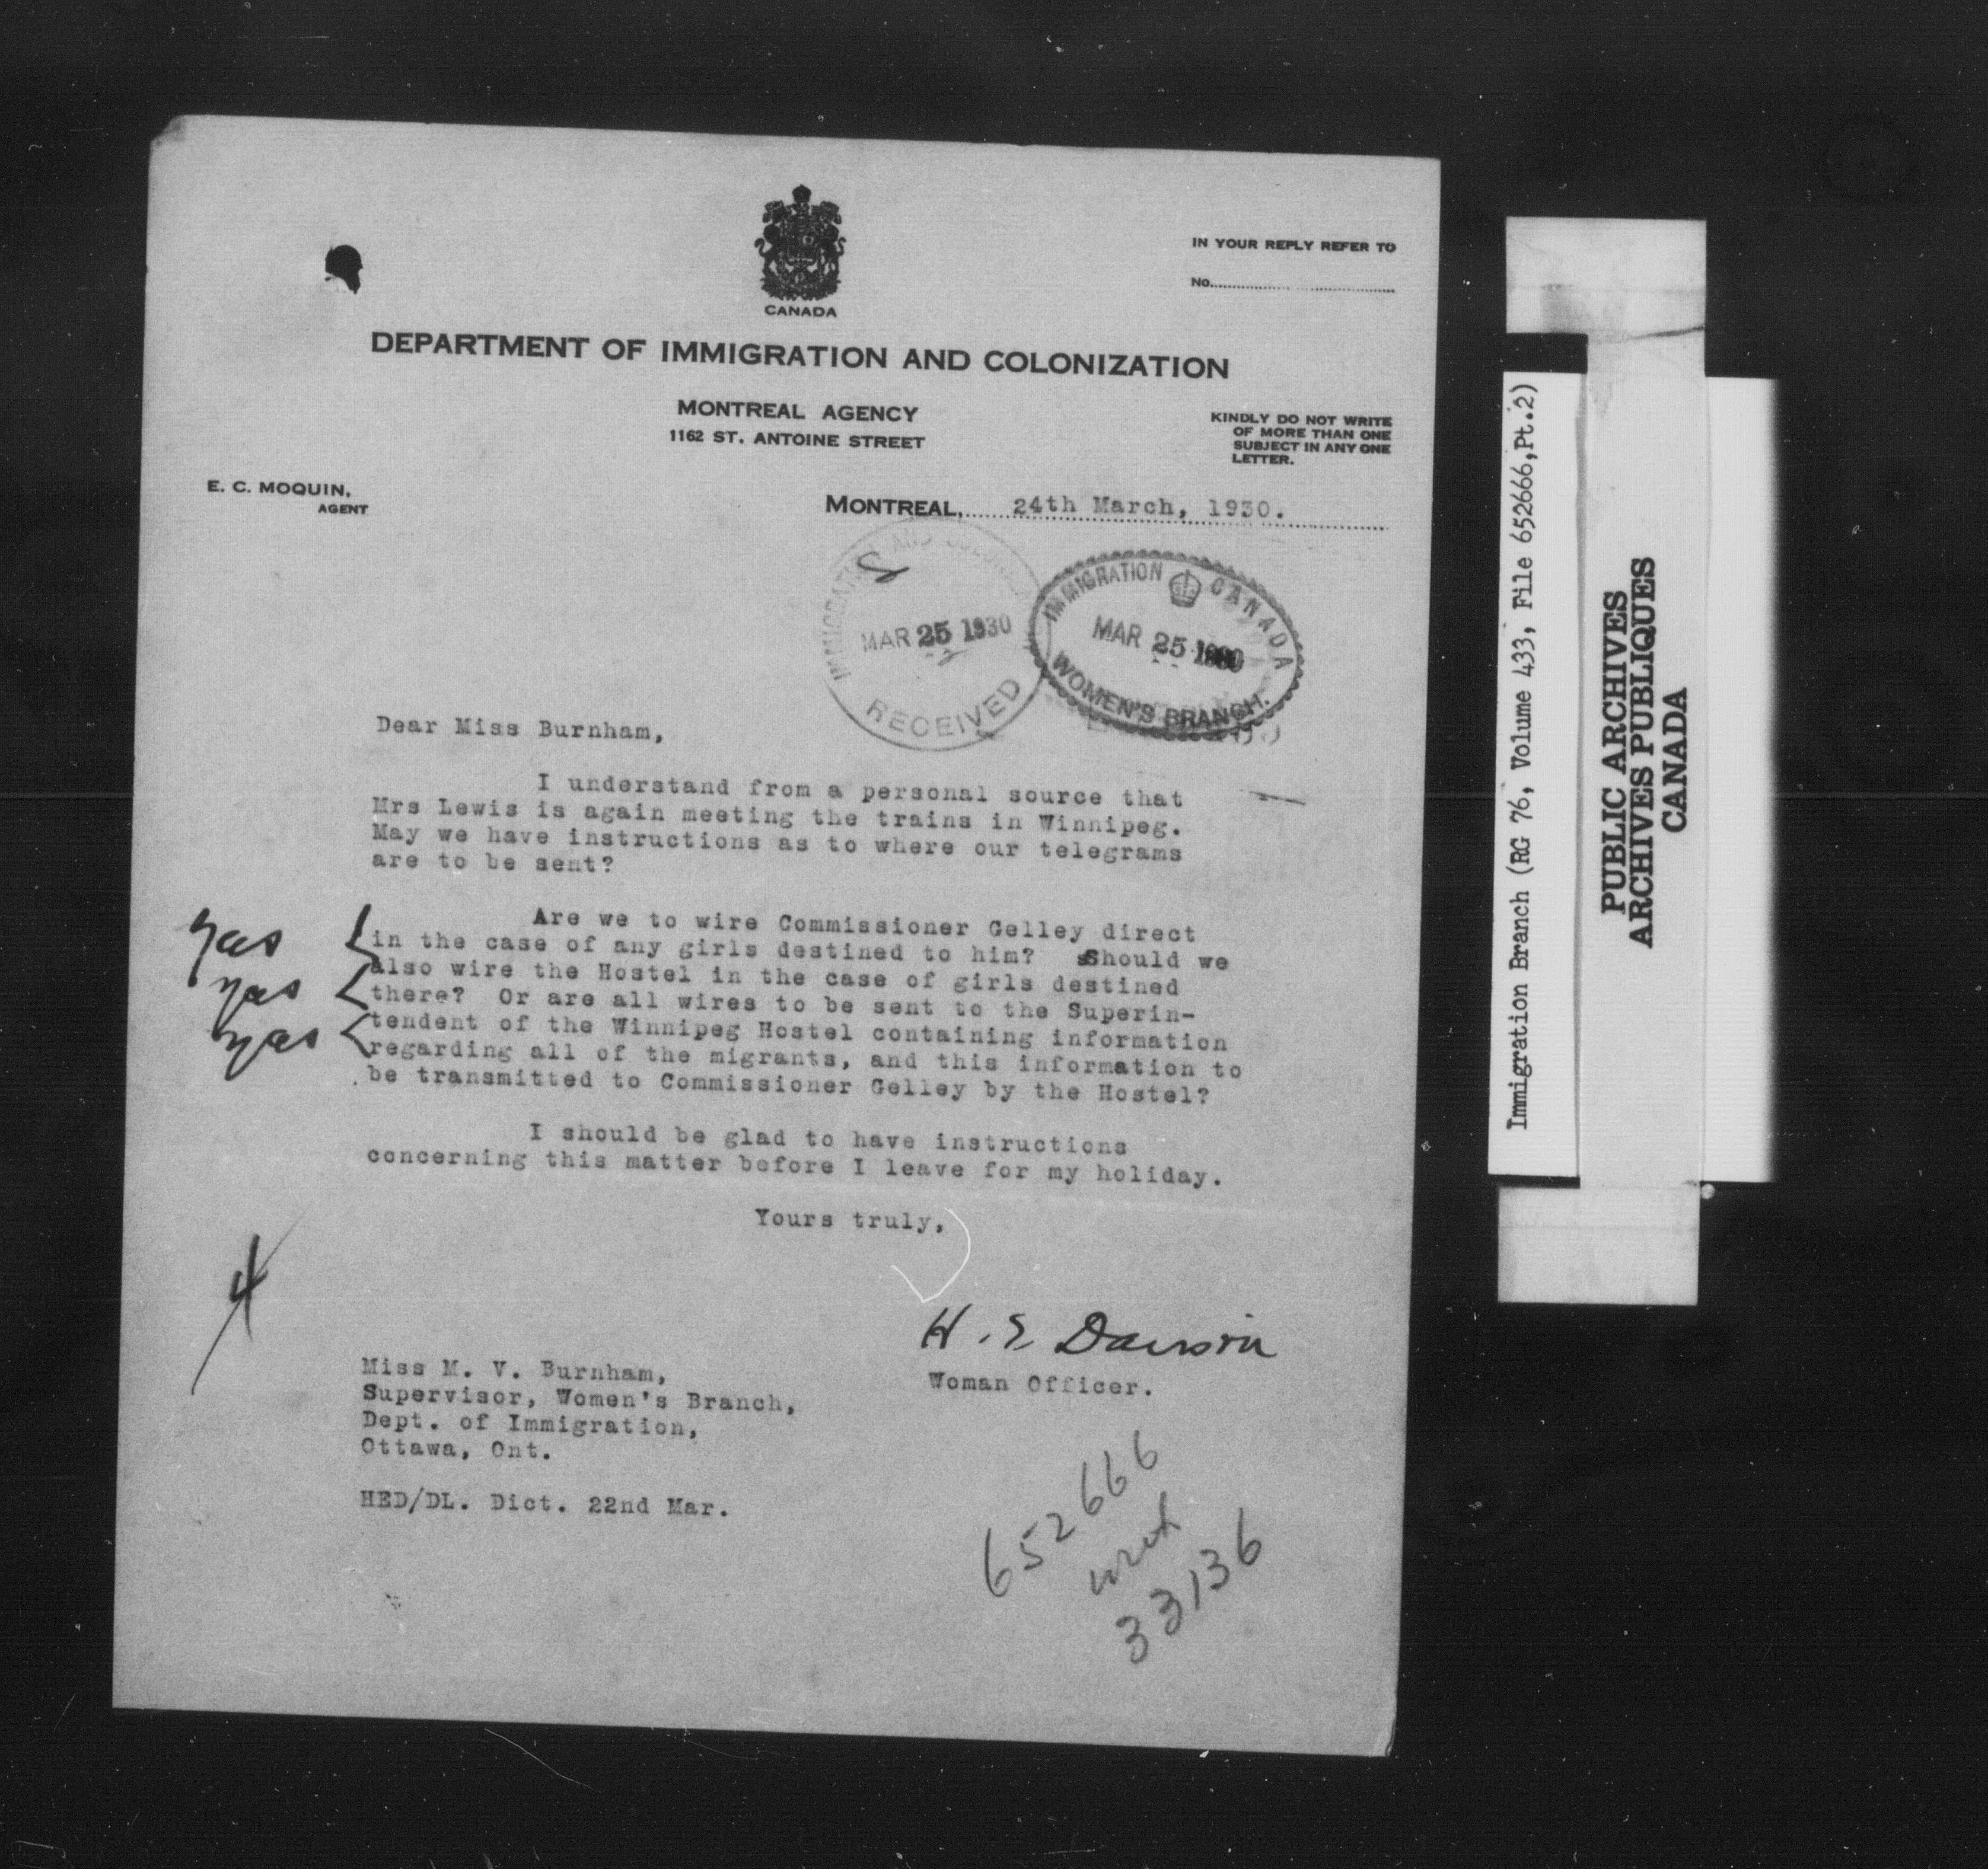 CANADA
IN YOUR REPLY REFER TO
No
DEPARTMENT OF IMMIGRATION AND COLONIZATION
MONTREAL AGENCY
1162 ST. ANTOINE STREET
KINDLY DO NOT WRITE
OF MORE THAN ONE
SUBJECT IN ANY ONE
LETTER.
E. C. MOQUIN,
AGENT
MONTREAL, 24th March, 1930.
IMMIGRATION AND COLONIZATION
MAR 25 1930
RECEIVED
IMMIGRATION CANADA
MAR 25 1930
WOMEN'S BRANCH.
Dear Miss Burnham,
I understand from a personal source that
Mrs Lewis is again meeting the trains in Winnipeg.
May we have instructions as to where our telegrams
are to be sent?
Are we to wire Commissioner Gelley direct
in the case of any girls destined to him? Should we
also wire the Hostel in the case of girls destined
there? Or are all wires to be sent to the Superin-
tendent of the Winnipeg Hostel containing information
regarding all of the migrants, and this information to
be transmitted to Commissioner Gelley by the Hostel?
yes
yes
yes
I should be glad to have instructions
concerning this matter before I leave for my holiday.
Yours truly,
H. E Dawson
Woman Officer.
4
Miss M. V. Burnham,
Supervisor, Women's Branch,
Dept. of Immigration,
Ottawa, Ont.
HED/DL. Dict. 22nd Mar.
652666
33136
Immigration Branch (RG 76, Volume 433, File 652666,Pt.2)
PUBLIC ARCHIVES
ARCHIVES PUBLIQUES
CANADA